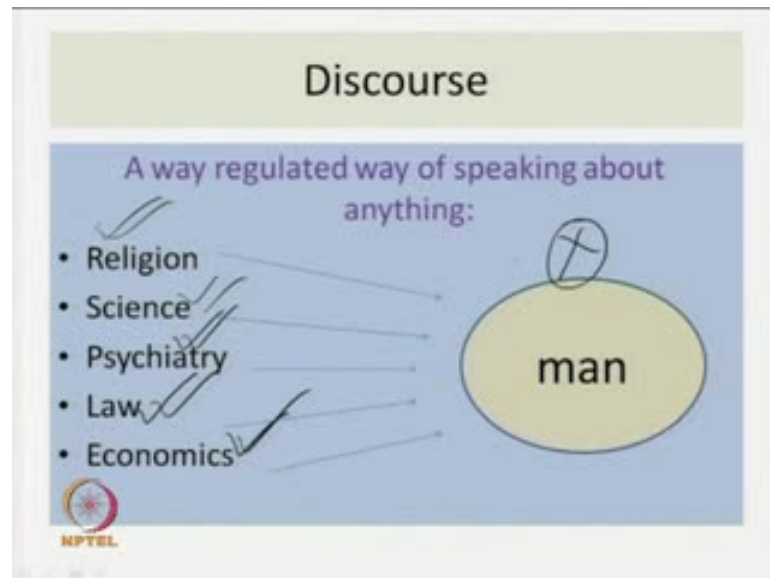 Discourse
A way regulated way of speaking about
anything:
• Religion
• Science
• Psychiatry
• Law
• Economics
man
NPTEL